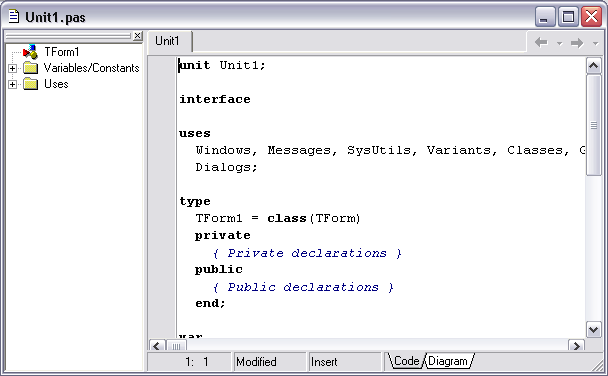 Unit1.pas
TForm1
Variables/Constants
Uses
Unit1
unit Unit1;
interface
uses
Windows, Messages, SysUtils, Variants, Classes, G
Dialogs;
type
TForm1 = class(TForm)
private
{ Private declarations }
public
{ Public declarations }
end;
var
1: 1
Modified
Insert
Code
Diagram